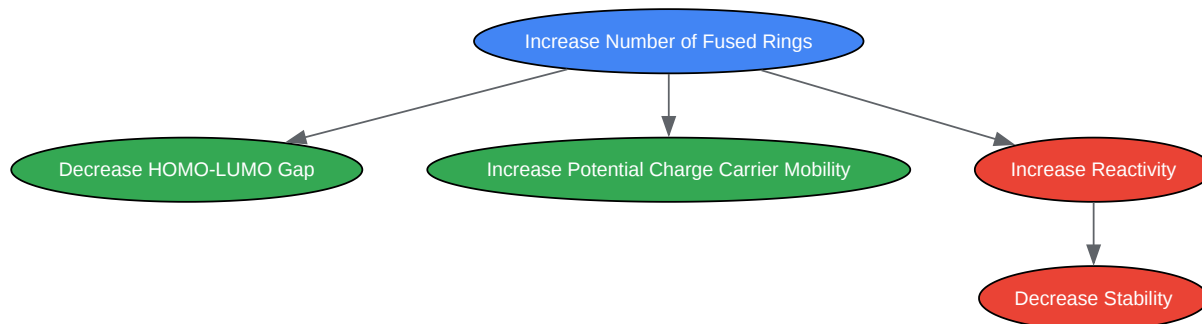 Increase Number of Fused Rings
Decrease HOMO-LUMO Gap
Increase Potential Charge Carrier Mobility
Increase Reactivity
Decrease Stability